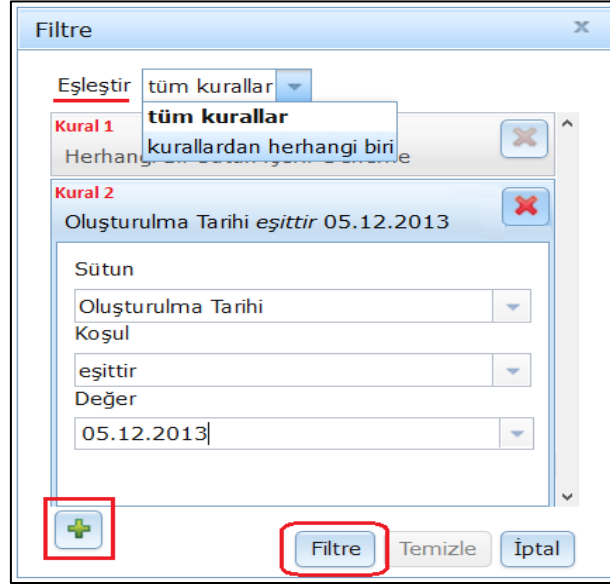 Filtre
Eşleştir tüm kurallar
tüm kurallar
kurallardan herhangi biri
Kural 1
Kural 2
Oluşturulma Tarihi eşittir 05.12.2013
Sütun
Oluşturulma Tarihi
Koşul
eşittir
Değer
05.12.2013
Filtre Temizle İptal